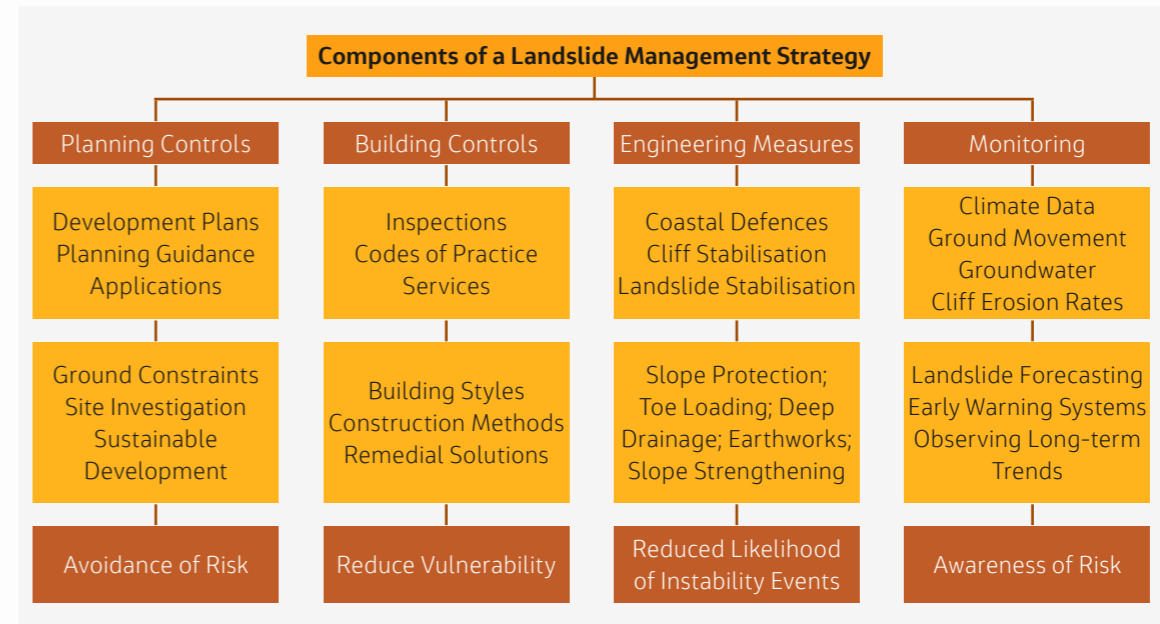 Components of a Landslide Management Strategy
Planning Controls
Development Plans
Planning Guidance
Applications
Ground Constraints
Site Investigation
Sustainable
Development
Avoidance of Risk
Building Controls
Inspections
Codes of Practice
Services
Building Styles
Construction Methods
Remedial Solutions
Reduce Vulnerability
Engineering Measures
Coastal Defences
Cliff Stabilisation
Landslide Stabilisation
Slope Protection;
Toe Loading; Deep
Drainage; Earthworks;
Slope Strengthening
Reduced Likelihood
of Instability Events
Monitoring
Climate Data
Ground Movement
Groundwater
Cliff Erosion Rates
Landslide Forecasting
Early Warning Systems
Observing Long-term
Trends
Awareness of Risk